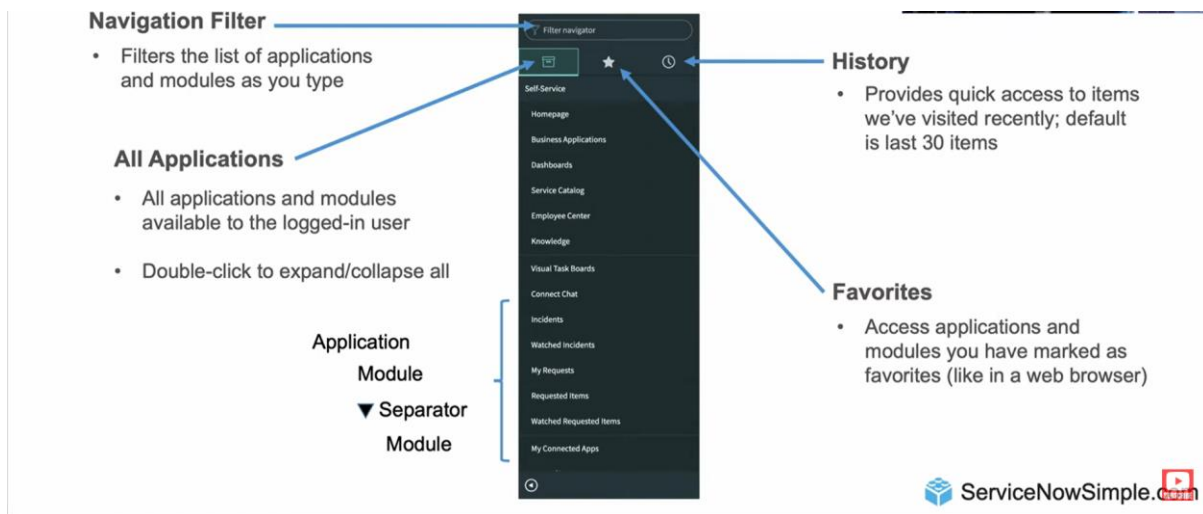 Navigation Filter
• Filters the list of applications
and modules as you type
All Applications
• All applications and modules
available to the logged-in user
• Double-click to expand/collapse all
Application
Module
▼ Separator
Module
Filter navigator
Self-Service
Homepage
Business Applications
Dashboards
Service Catalog
Employee Center
Knowledge
Visual Task Boards
Connect Chat
Incidents
Watched Incidents
My Requests
Requested Items
Watched Requested Items
My Connected Apps
History
• Provides quick access to items
we've visited recently; default
is last 30 items
Favorites
• Access applications and
modules you have marked as
favorites (like in a web browser)
ServiceNowSimple.com